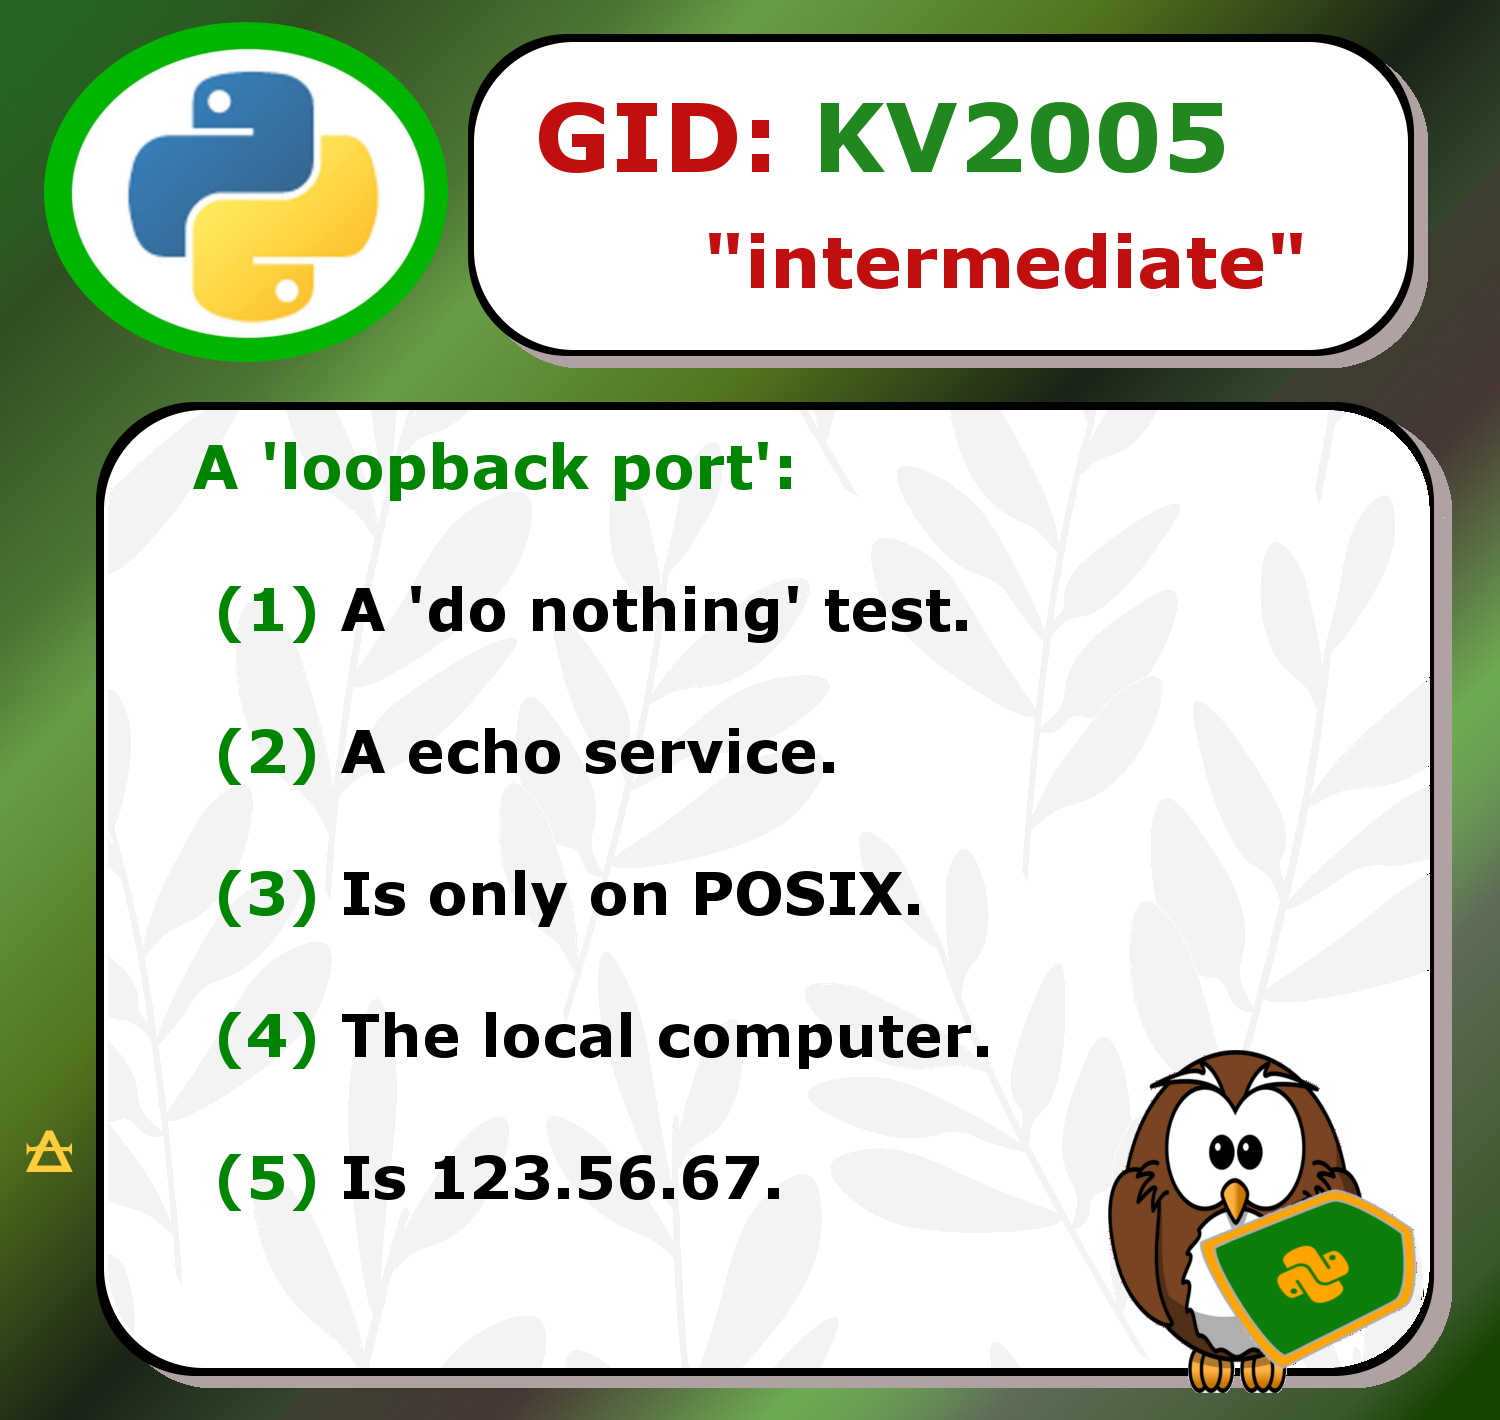 GID: KV2005
"intermediate"
A 'loopback port':
(1) A 'do nothing' test.
(2) A echo service.
(3) Is only on POSIX.
(4) The local computer.
(5) Is 123.56.67.